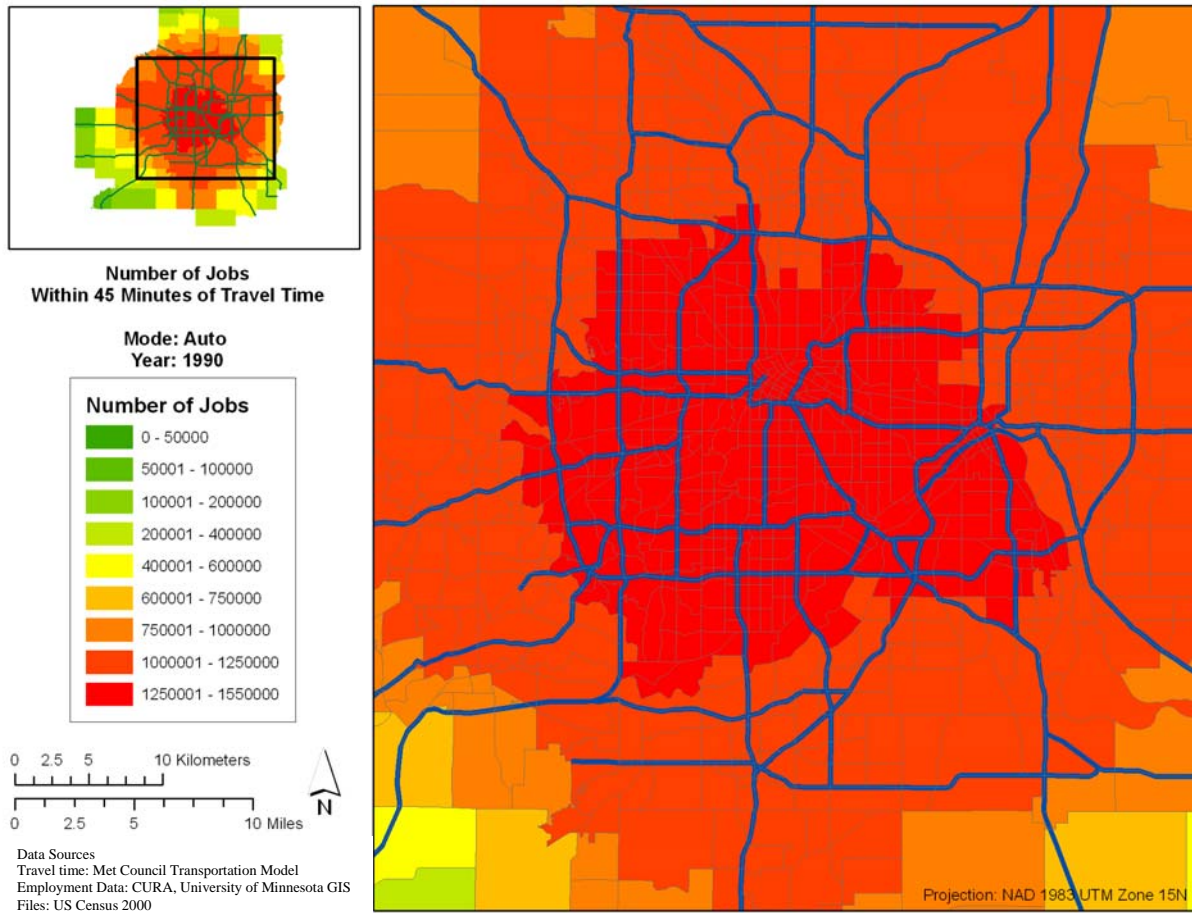 Number of Jobs
Within 45 Minutes of Travel Time
Mode: Auto
Year: 1990
Number of Jobs
0 - 50000
50001 - 100000
100001 - 200000
200001 - 400000
400001 - 600000
600001 - 750000
750001 - 1000000
1000001 - 1250000
1250001 - 1550000
0 2.5 5 10 Kilometers
0 2.5 5 10 Miles
N
Data Sources
Travel time: Met Council Transportation Model
Employment Data: CURA, University of Minnesota GIS
Files: US Census 2000
Projection: NAD 1983 UTM Zone 15N